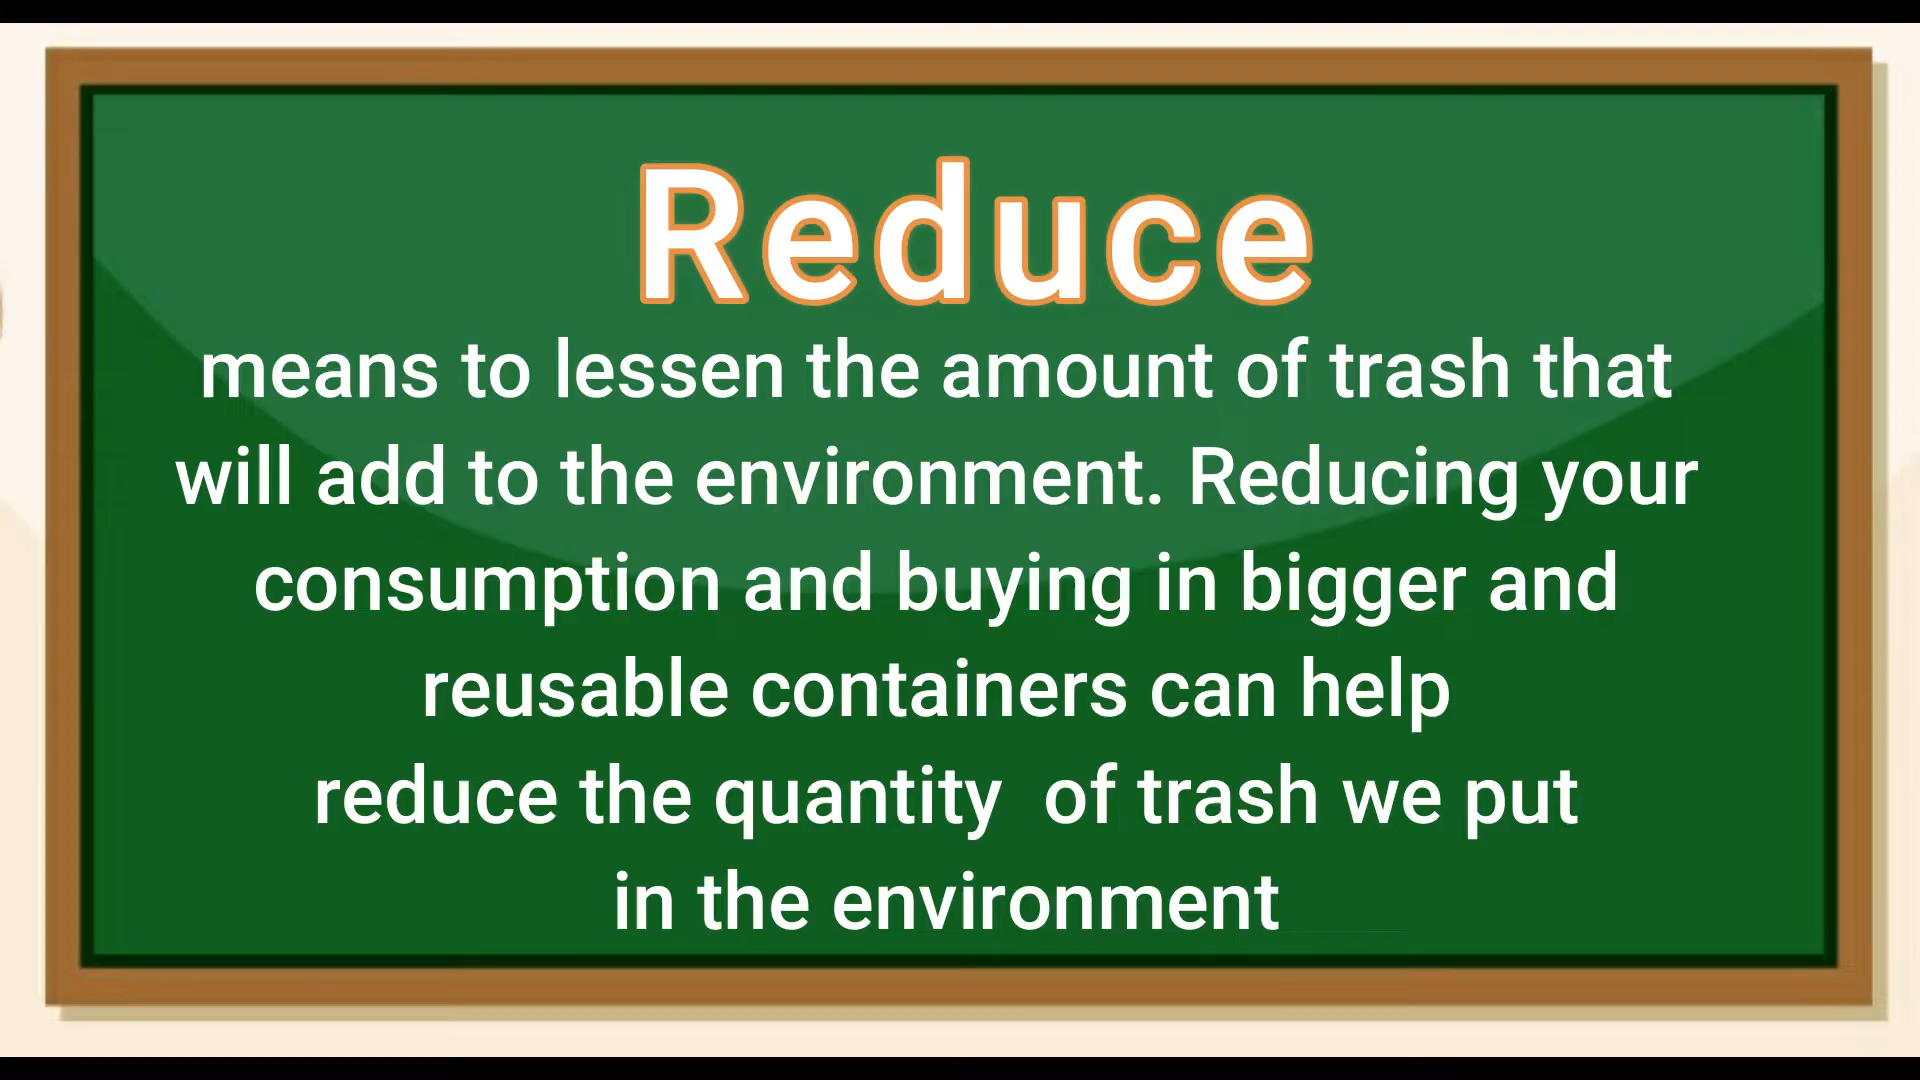 Reduce
means to lessen the amount of trash that
will add to the environment. Reducing your
consumption and buying in bigger and
reusable containers can help
reduce the quantity  of trash we put
in the environment